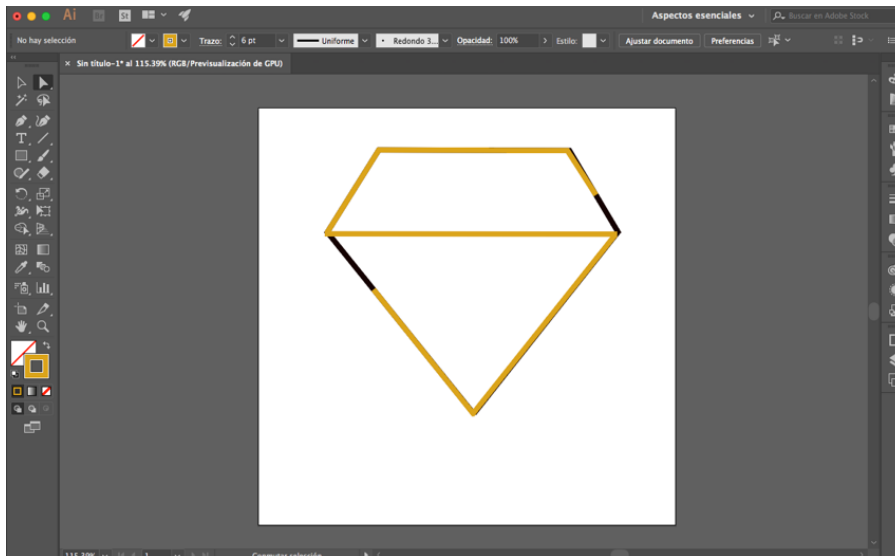 Ai Br St Aspectos esenciales Buscar en Adobe Stock
No hay selección Trazo: 6 pt Uniforme Redondo 3... Opacidad: 100% Estilo: Ajustar documento Preferencias
× Sin título-1* al 115.39% (RGB/Previsualización de GPU)
T
115.39% 1 Conmutar selección